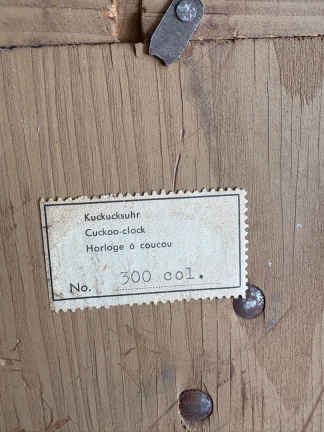 Kuckucksuhr
Cuckoo-clock
Horloge á coucou
No. 300 col.